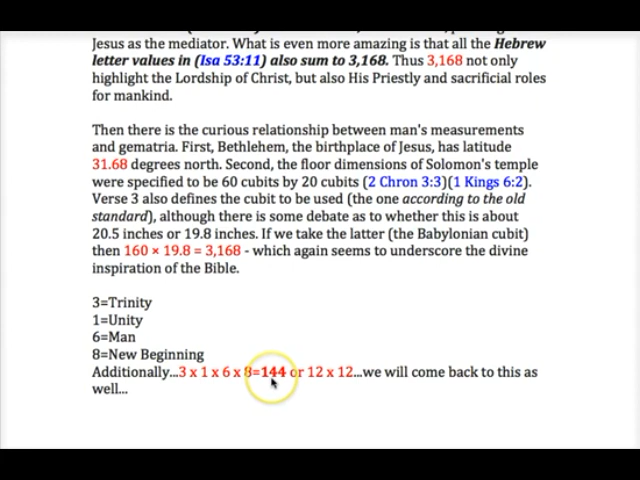 Jesus as the mediator. What is even more amazing is that all the Hebrew
letter values in (Isa 53:11) also sum to 3,168. Thus 3,168 not only
highlight the Lordship of Christ, but also His Priestly and sacrificial roles
for mankind.
Then there is the curious relationship between man's measurements
and gematria. First, Bethlehem, the birthplace of Jesus, has latitude
31.68 degrees north. Second, the floor dimensions of Solomon's temple
were specified to be 60 cubits by 20 cubits (2 Chron 3:3)(1 Kings 6:2).
Verse 3 also defines the cubit to be used (the one according to the old
standard), although there is some debate as to whether this is about
20.5 inches or 19.8 inches. If we take the latter (the Babylonian cubit)
then 160 × 19.8 = 3,168 - which again seems to underscore the divine
inspiration of the Bible.
3=Trinity
1=Unity
6=Man
8=New Beginning
Additionally...3 x 1 x 6 x 8=144 or 12 x 12...we will come back to this as
well...